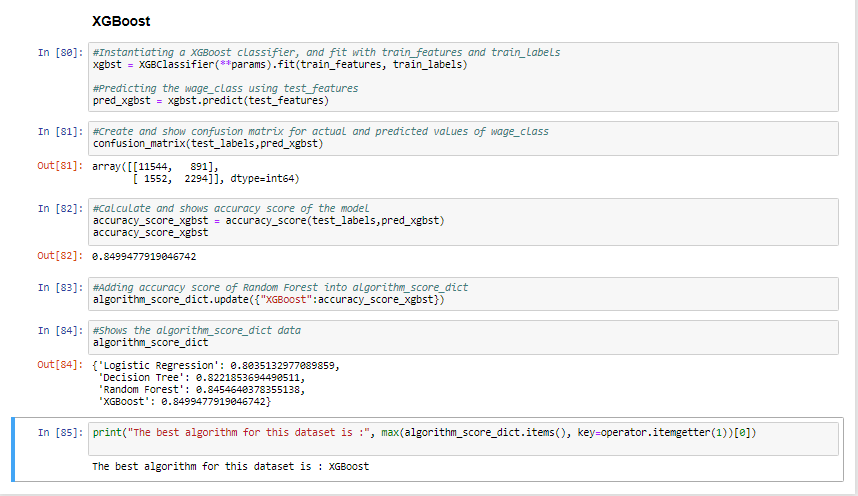 XGBoost
In [80]: #Instantiating a XGBoost classifier, and fit with train_features and train_labels
xgbst = XGBClassifier(**params).fit(train_features, train_labels)
#Predicting the wage_class using test_features
pred_xgbst = xgbst.predict(test_features)
In [81]: #Create and show confusion matrix for actual and predicted values of wage_class
confusion_matrix(test_labels,pred_xgbst)
Out[81]: array([[11544,   891],
       [ 1552,  2294]], dtype=int64)
In [82]: #Calculate and shows accuracy score of the model
accuracy_score_xgbst = accuracy_score(test_labels,pred_xgbst)
accuracy_score_xgbst
Out[82]: 0.8499477919046742
In [83]: #Adding accuracy score of Random Forest into algorithm_score_dict
algorithm_score_dict.update({"XGBoost":accuracy_score_xgbst})
In [84]: #Shows the algorithm_score_dict data
algorithm_score_dict
Out[84]: {'Logistic Regression': 0.8035132977089859,
 'Decision Tree': 0.8221853694490511,
 'Random Forest': 0.8454640378355138,
 'XGBoost': 0.8499477919046742}
In [85]: print("The best algorithm for this dataset is :", max(algorithm_score_dict.items(), key=operator.itemgetter(1))[0])
The best algorithm for this dataset is : XGBoost